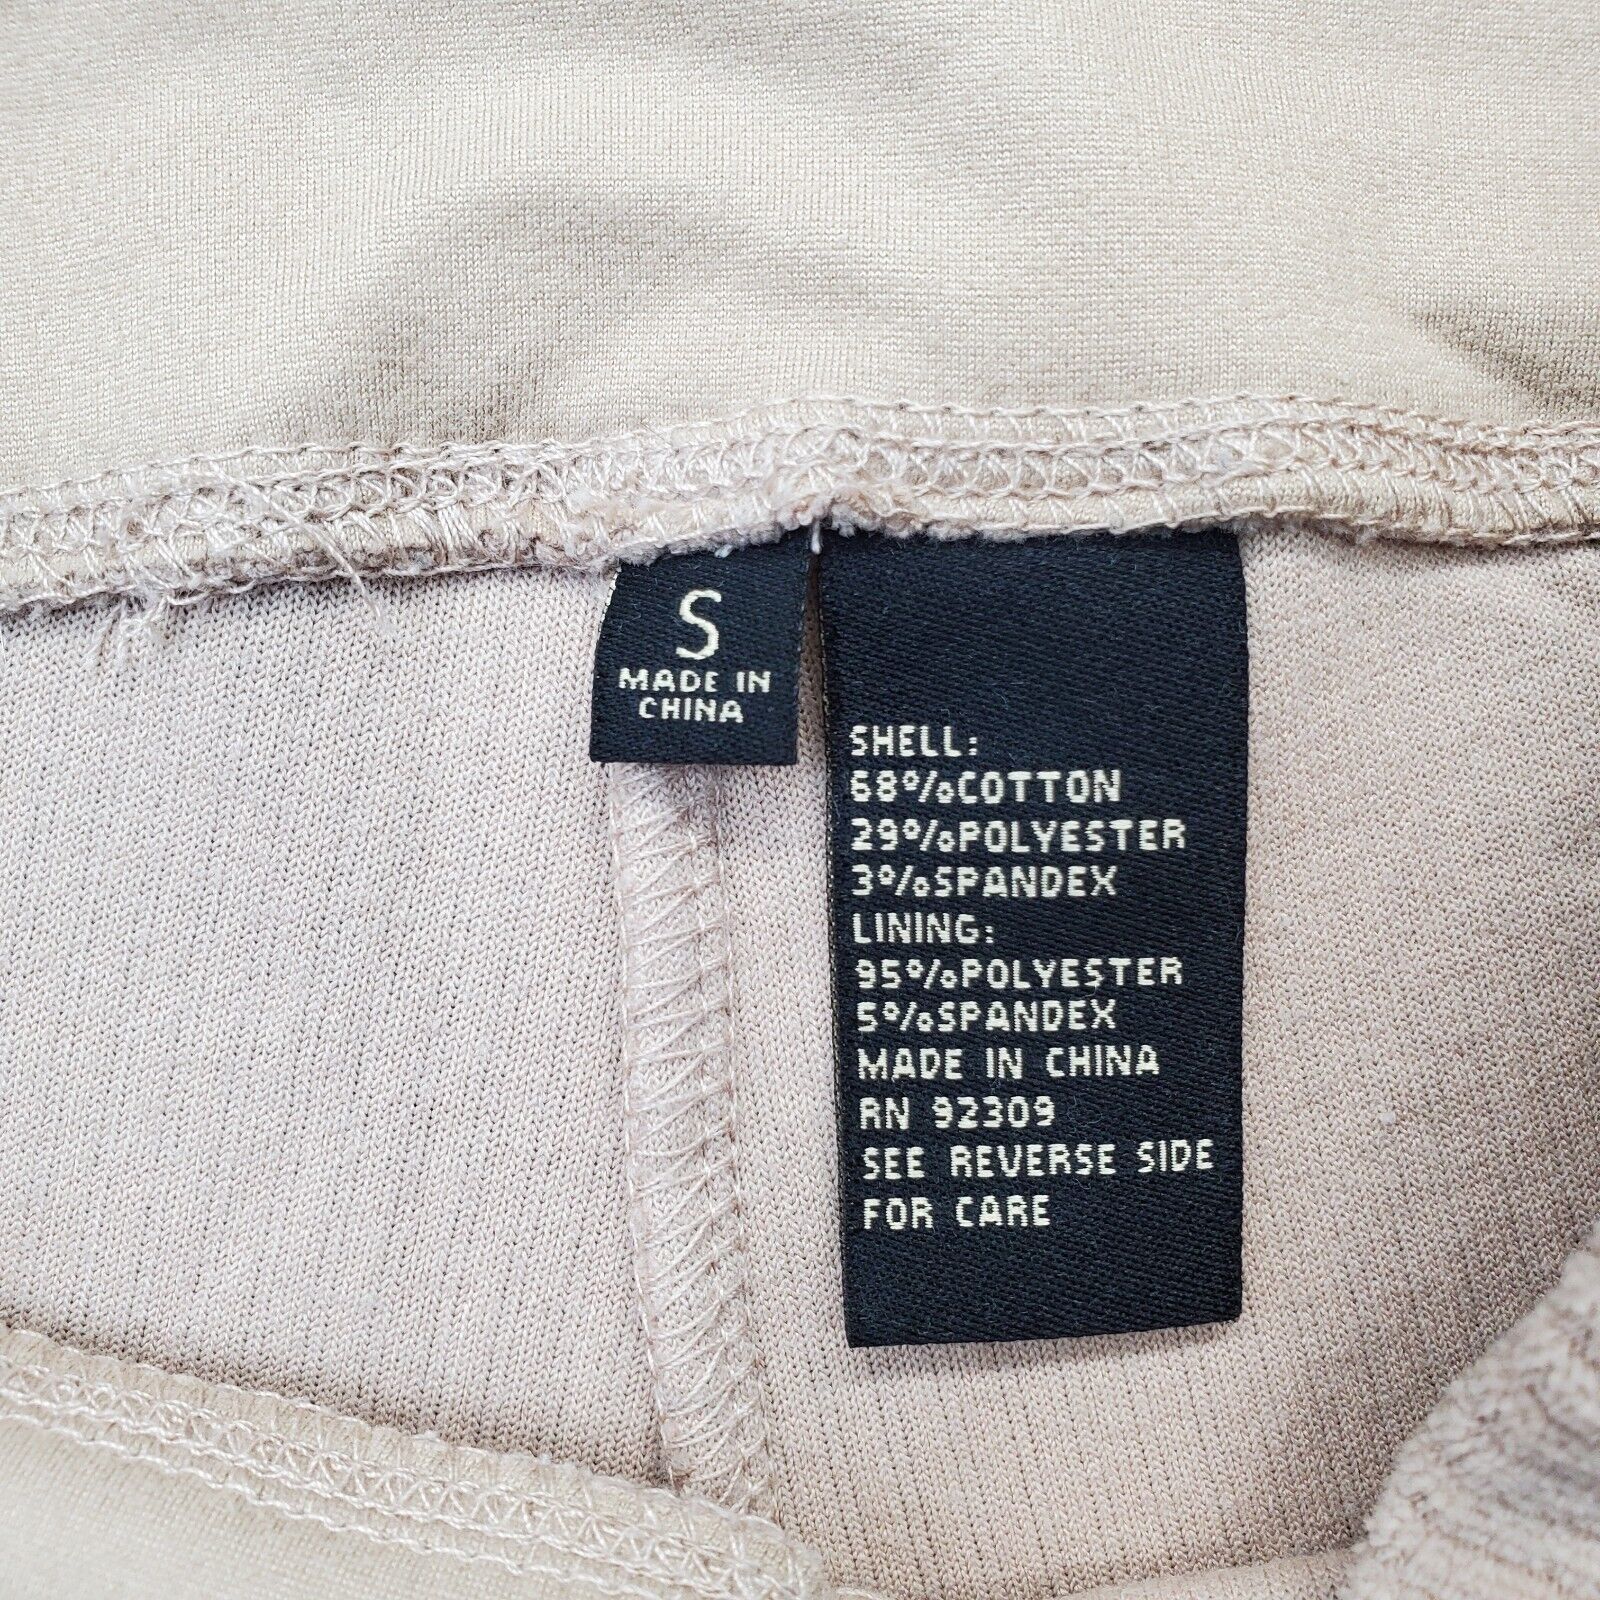 S
MADE IN
CHINA
SHELL:
68%COTTON
29%POLYESTER
3%SPANDEX
LINING:
95%POLYESTER
5%SPANDEX
MADE IN CHINA
RN 92309
SEE REVERSE SIDE
FOR CARE